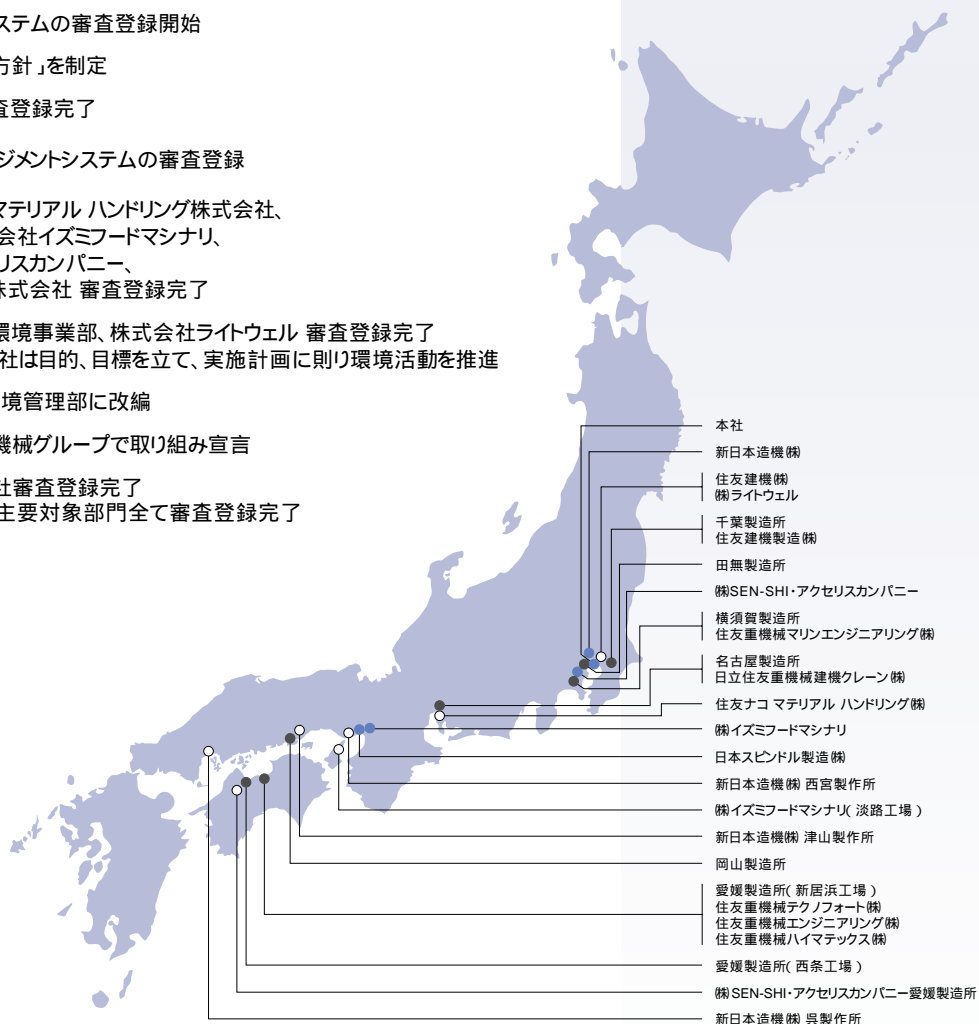 ステムの審査登録開始
方針」を制定
査登録完了
ジメントシステムの審査登録
マテリアル ハンドリング株式会社、
会社イズミフードマシナリ、
リスカンパニー、
株式会社 審査登録完了
環境事業部、株式会社ライトウェル 審査登録完了
社は目的、目標を立て、実施計画に則り環境活動を推進
境管理部に改編
機械グループで取り組み宣言
社審査登録完了
主要対象部門全て審査登録完了
本社
新日本造機㈱
住友建機㈱
㈱ライトウェル
千葉製造所
住友建機製造㈱
田無製造所
㈱SEN-SHI・アクセリスカンパニー
横須賀製造所
住友重機械マリンエンジニアリング㈱
名古屋製造所
日立住友重機械建機クレーン㈱
住友ナコ マテリアル ハンドリング㈱
㈱イズミフードマシナリ
日本スピンドル製造㈱
新日本造機㈱ 西宮製作所
㈱イズミフードマシナリ(淡路工場)
新日本造機㈱ 津山製作所
岡山製造所
愛媛製造所(新居浜工場)
住友重機械テクノフォート㈱
住友重機械エンジニアリング㈱
住友重機械ハイマテックス㈱
愛媛製造所(西条工場)
㈱SEN-SHI・アクセリスカンパニー愛媛製造所
新日本造機㈱ 呉製作所